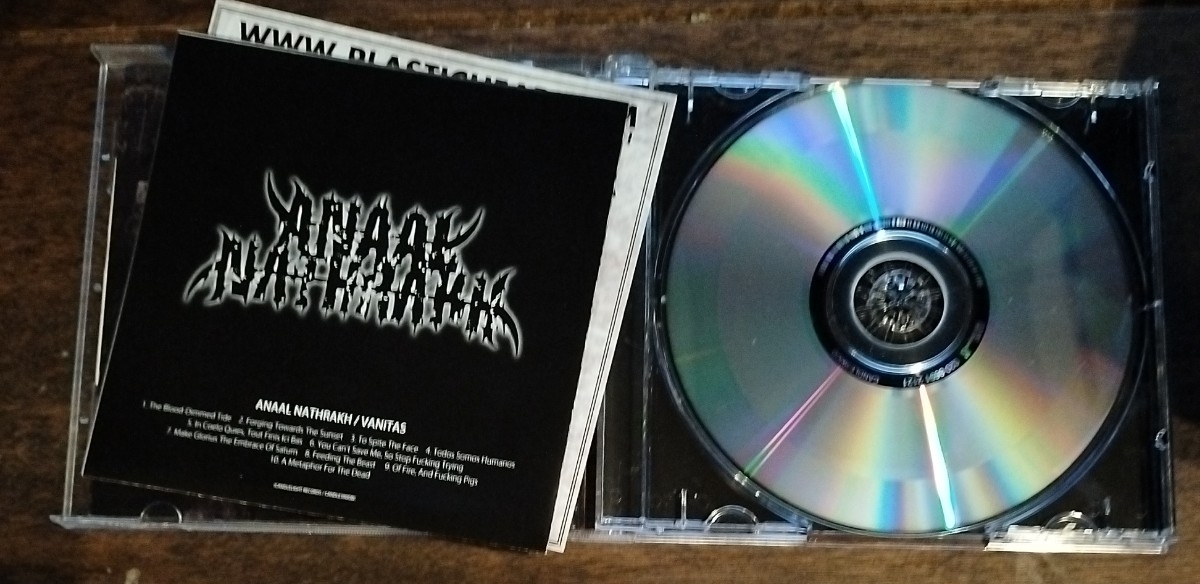 WWW.PLASTICHEAD
ANAAL
NATHRAKH
ANAAL NATHRAKH / VANITAS
1. The Blood-Dimmed Tide 2. Forging Towards The Sunset 3. To Spite The Face 4. Todos Somos Humanos
5. In Coelo Quies, Tout Finis Ici Bas 6. You Can't Save Me, So Stop Fucking Trying
7. Make Glorius The Embrace Of Saturn 8. Feeding The Beast 9. Of Fire, And Fucking Pigs
10. A Metaphor For The Dead